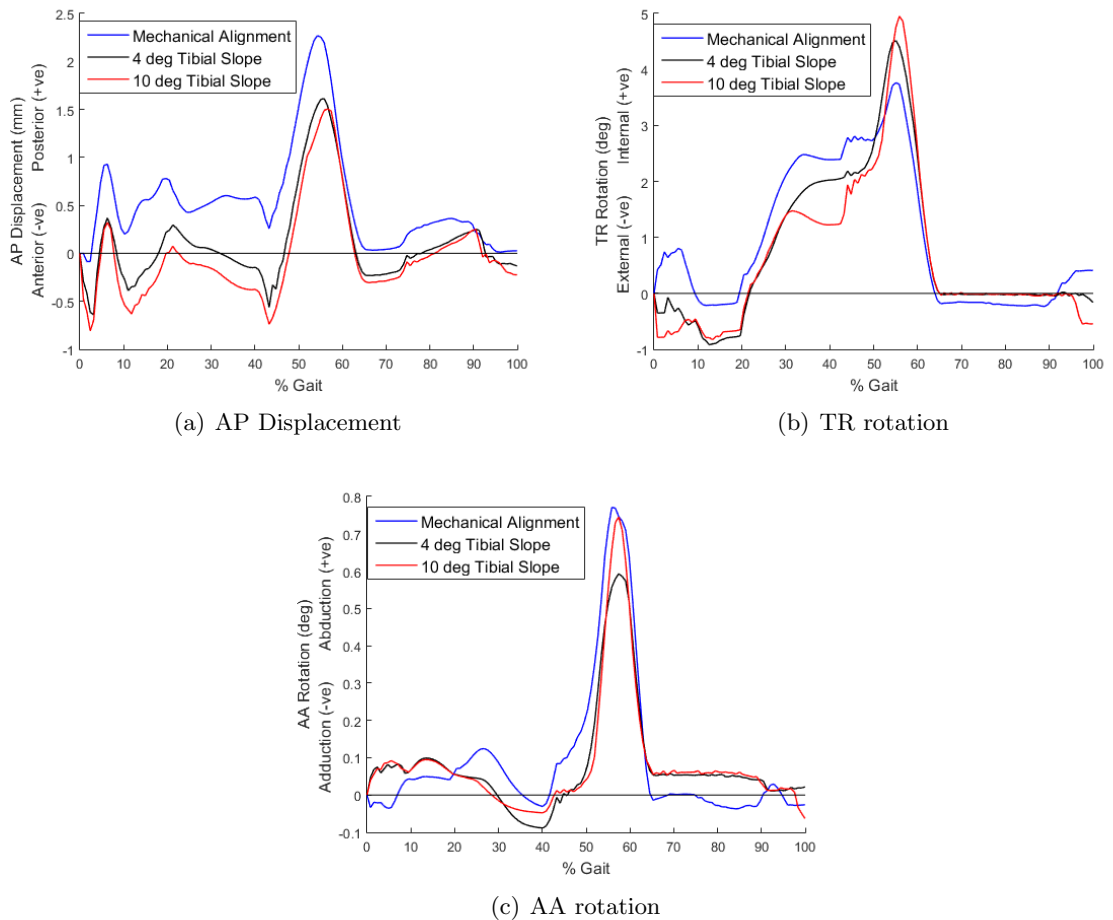 2.5
2
1.5
1
0.5
0
-0.5
-1
AP Displacement (mm)
Anterior (-ve) Posterior (+ve)
Mechanical Alignment
4 deg Tibial Slope
10 deg Tibial Slope
0 10 20 30 40 50 60 70 80 90 100
% Gait
(a) AP Displacement
5
4
3
2
1
0
-1
TR Rotation (deg)
External (-ve) Internal (+ve)
Mechanical Alignment
4 deg Tibial Slope
10 deg Tibial Slope
0 10 20 30 40 50 60 70 80 90 100
% Gait
(b) TR rotation
0.8
0.7
0.6
0.5
0.4
0.3
0.2
0.1
0
-0.1
AA Rotation (deg)
Adduction (-ve) Abduction (+ve)
Mechanical Alignment
4 deg Tibial Slope
10 deg Tibial Slope
0 10 20 30 40 50 60 70 80 90 100
% Gait
(c) AA rotation